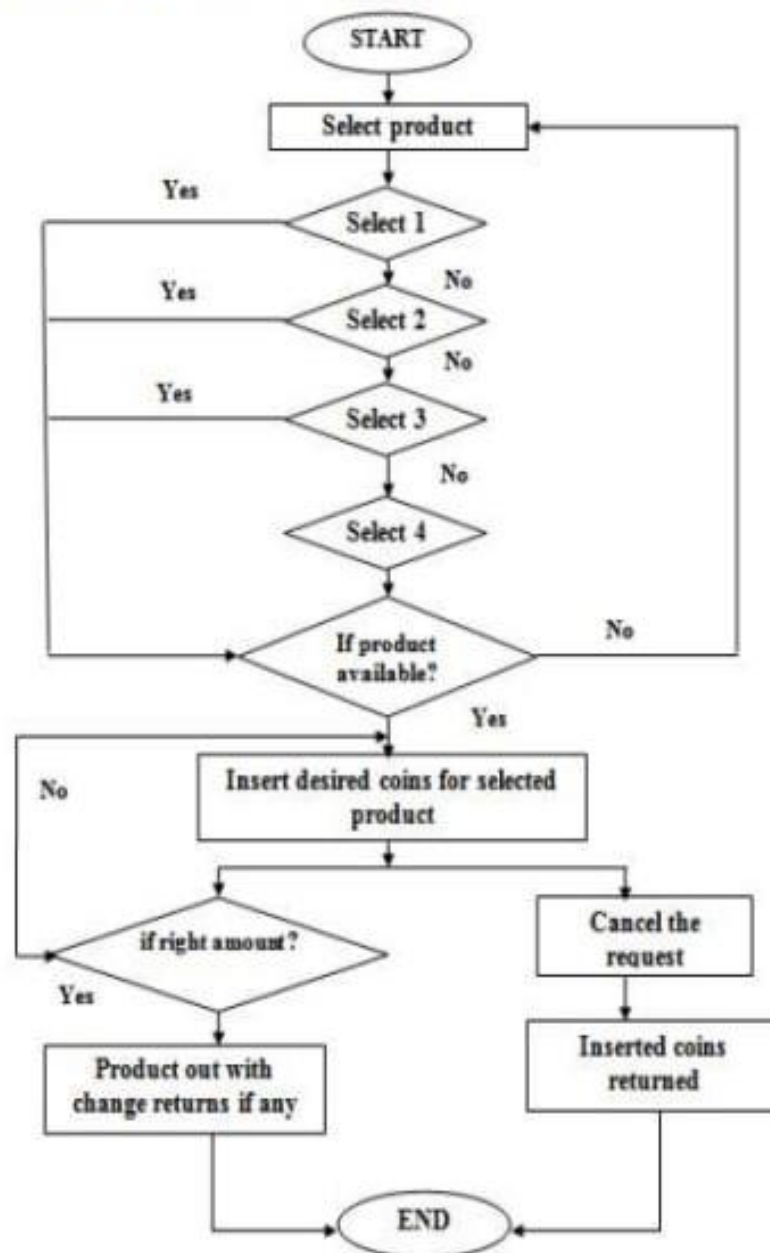 START
Select product
Yes
Select 1
No
Yes
Select 2
No
Yes
Select 3
No
Select 4
If product
available?
No
Yes
No
Insert desired coins for selected
product
if right amount?
Yes
Cancel the
request
Product out with
change returns if any
Inserted coins
returned
END